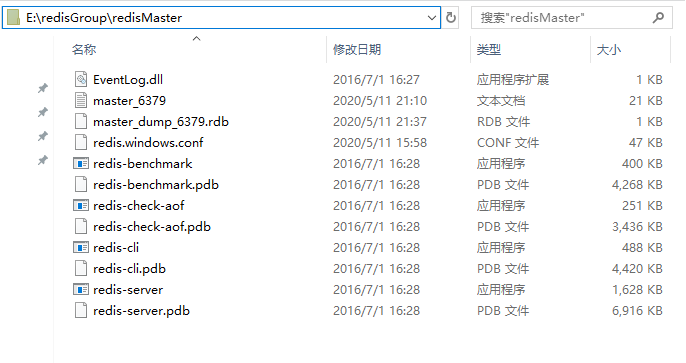 E:\redisGroup\redisMaster 搜索"redisMaster"
名称 修改日期 类型 大小
EventLog.dll 2016/7/1 16:27 应用程序扩展 1 KB
master_6379 2020/5/11 21:10 文本文档 21 KB
master_dump_6379.rdb 2020/5/11 21:37 RDB 文件 1 KB
redis.windows.conf 2020/5/11 15:58 CONF 文件 47 KB
redis-benchmark 2016/7/1 16:28 应用程序 400 KB
redis-benchmark.pdb 2016/7/1 16:28 PDB 文件 4,268 KB
redis-check-aof 2016/7/1 16:28 应用程序 251 KB
redis-check-aof.pdb 2016/7/1 16:28 PDB 文件 3,436 KB
redis-cli 2016/7/1 16:28 应用程序 488 KB
redis-cli.pdb 2016/7/1 16:28 PDB 文件 4,420 KB
redis-server 2016/7/1 16:28 应用程序 1,628 KB
redis-server.pdb 2016/7/1 16:28 PDB 文件 6,916 KB